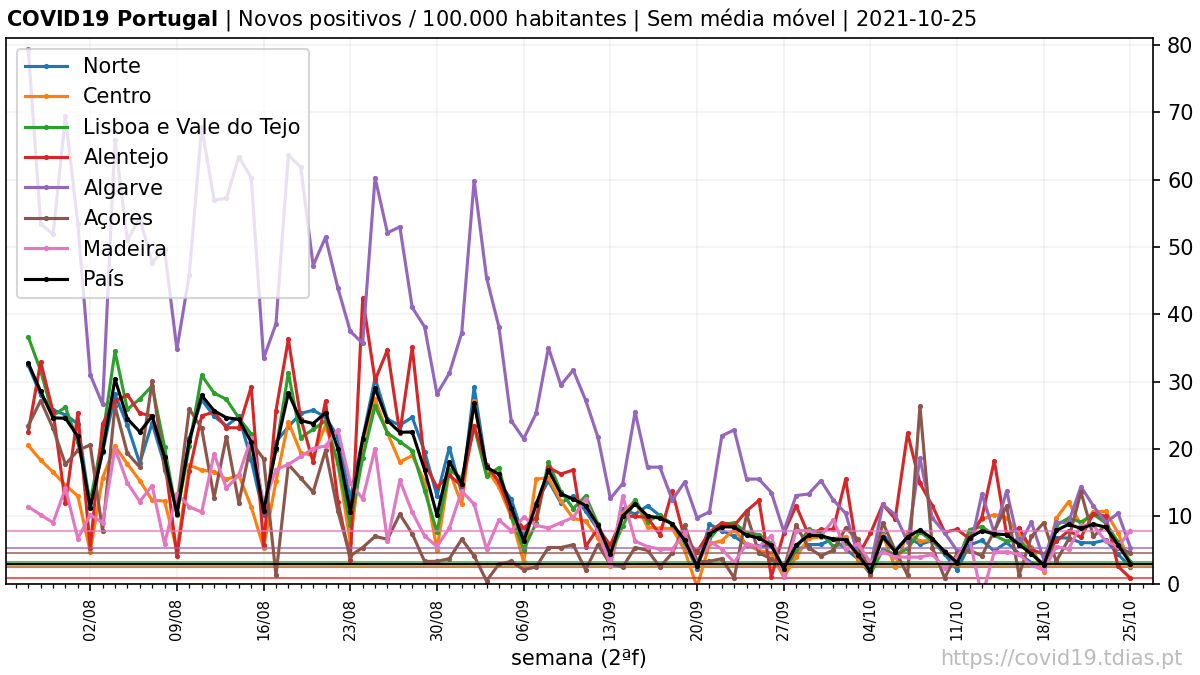 COVID19 Portugal | Novos positivos / 100.000 habitantes | Sem média móvel | 2021-10-25
Norte
Centro
Lisboa e Vale do Tejo
Alentejo
Algarve
Açores
Madeira
País
80
70
60
50
40
30
20
10
0
02/08
09/08
16/08
23/08
30/08
06/09
13/09
20/09
27/09
04/10
11/10
18/10
25/10
semana (2ªf)
https://covid19.tdias.pt